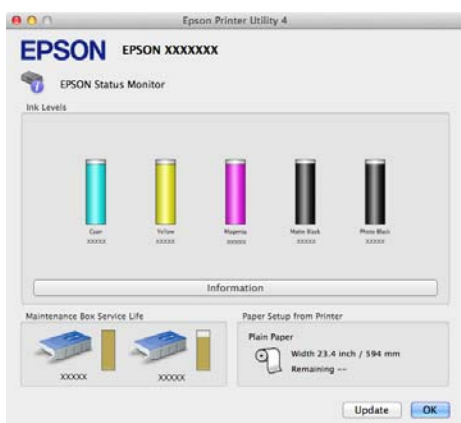 Epson Printer Utility 4
EPSON EPSON XXXXXXX
EPSON Status Monitor
Ink Levels
Cyan Yellow Magenta Matte Black Photo Black
XXXXX XXXXX XXXXX XXXXX XXXXX
Information
Maintenance Box Service Life
XXXXX XXXXX
Paper Setup from Printer
Plain Paper
Width 23.4 inch / 594 mm
Remaining --
Update OK